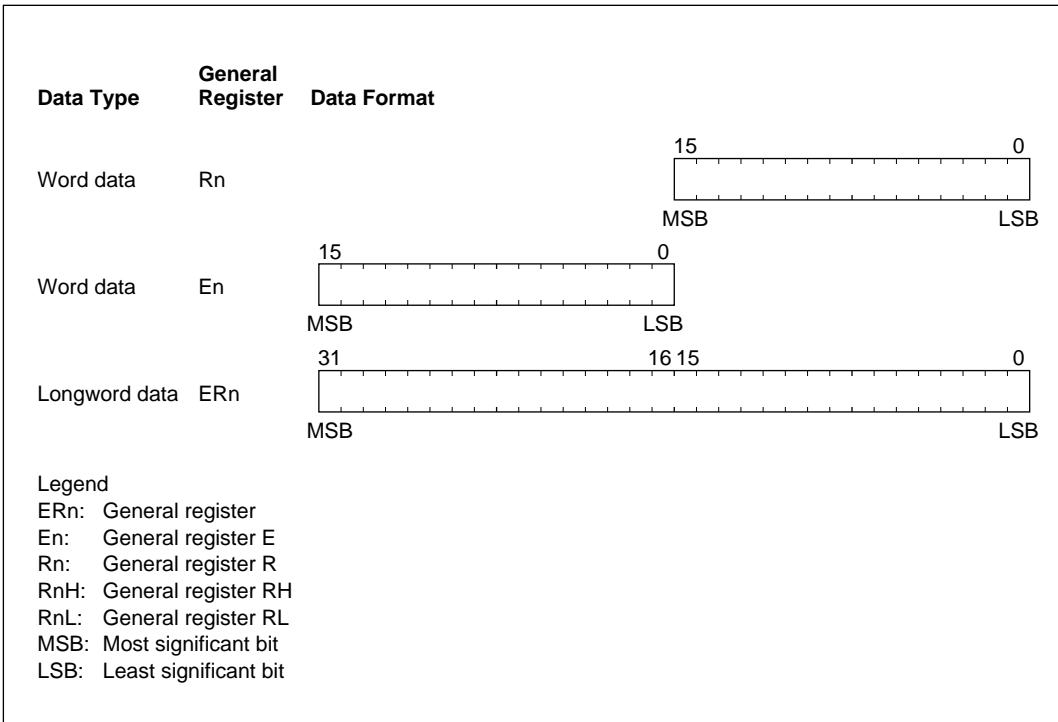 General
Data Type Register Data Format
15 0
Word data Rn
MSB LSB
15 0
Word data En
MSB LSB
31 16 15 0
Longword data ERn
MSB LSB
Legend
ERn: General register
En: General register E
Rn: General register R
RnH: General register RH
RnL: General register RL
MSB: Most significant bit
LSB: Least significant bit